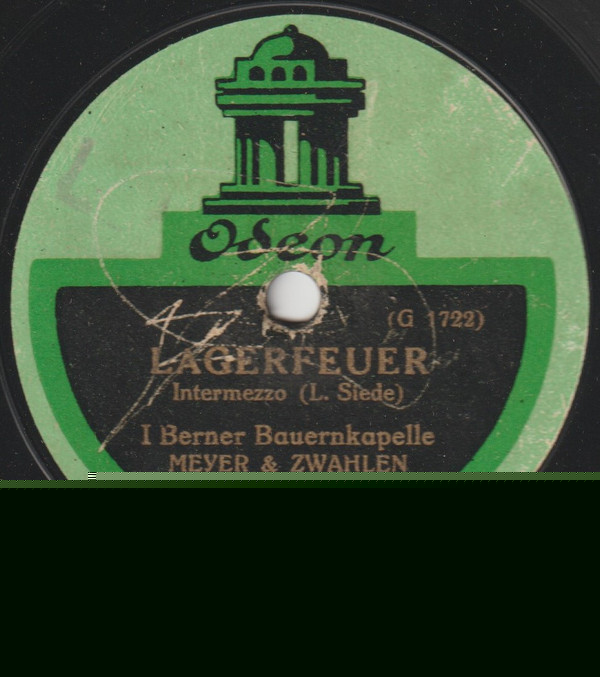 Odeon
(G 1722)
LAGERFEUER
Intermezzo (L. Siede)
I Berner Bauernkapelle
MEYER & ZWAHLEN